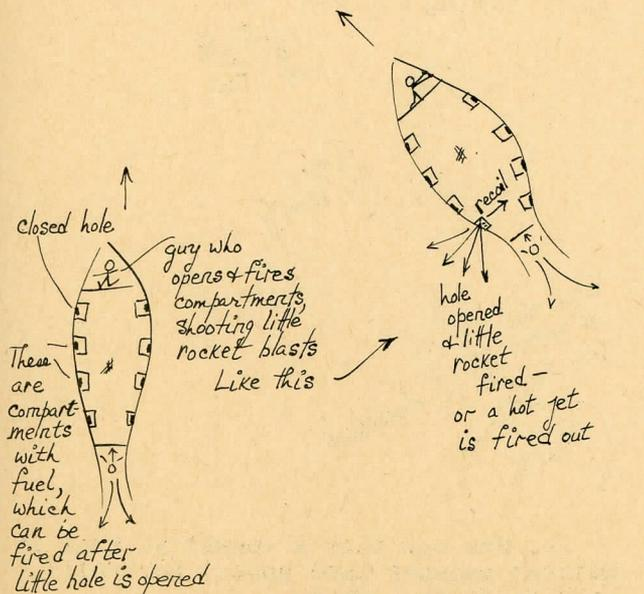 closed hole
guy who
opens & fires
compartments,
shooting little
rocket blasts
Like this
These
are
compart-
ments
with
fuel,
which
can be
fired after
little hole is opened
recoil
hole
opened
& little
rocket
fired—
or a hot jet
is fired out